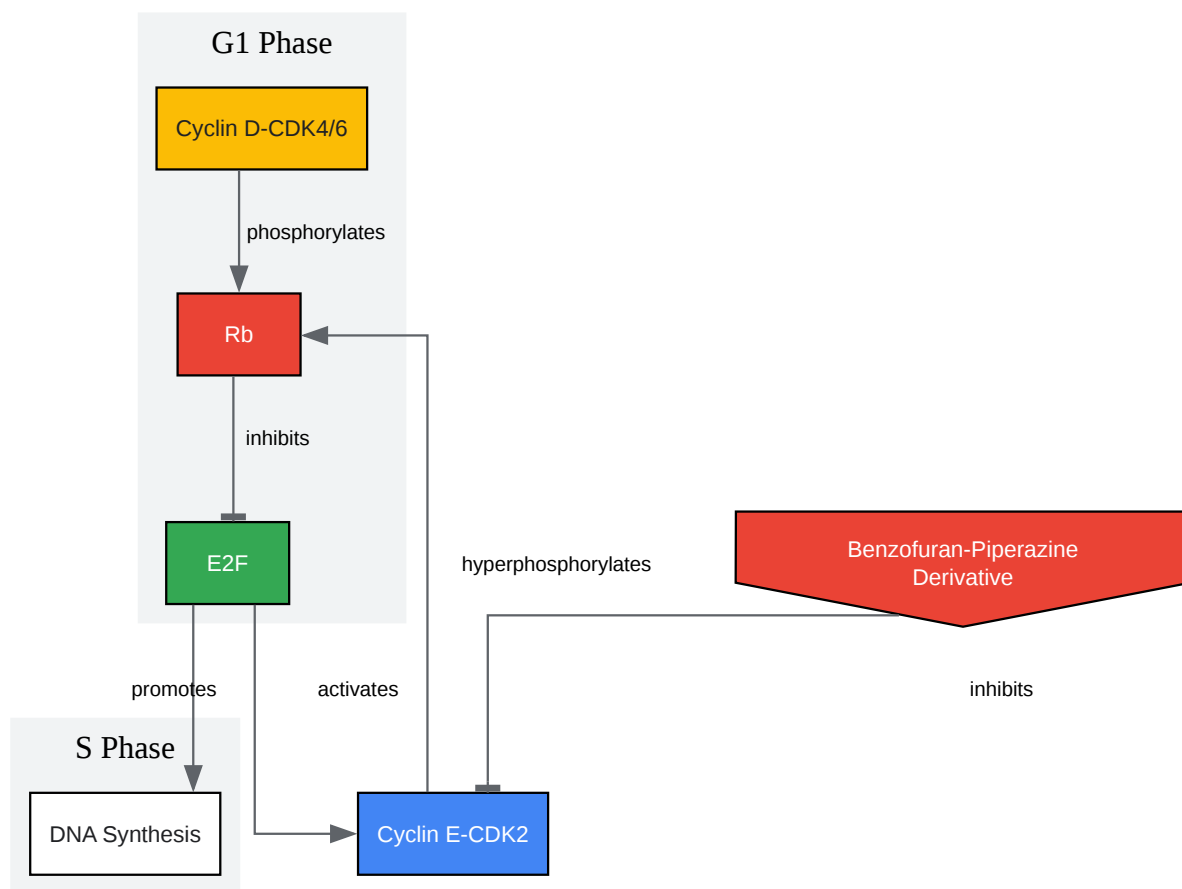 G1 Phase
Cyclin D-CDK4/6
phosphorylates
Rb
inhibits
E2F
hyperphosphorylates
Benzofuran-Piperazine
Derivative
promotes
activates
inhibits
S Phase
DNA Synthesis
Cyclin E-CDK2